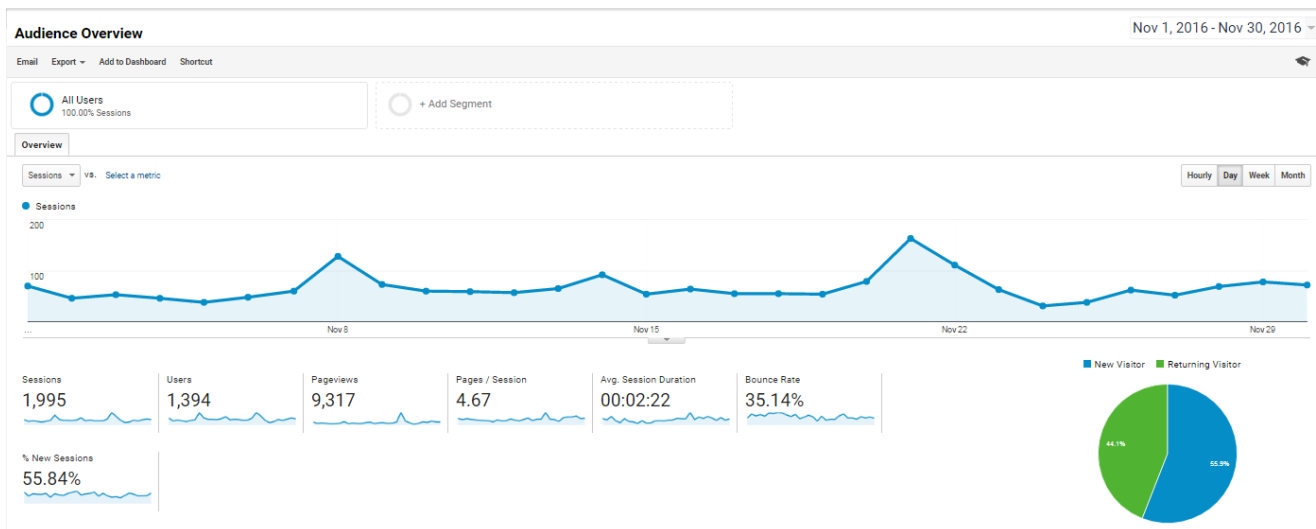 Audience Overview
Nov 1, 2016 - Nov 30, 2016
Email Export Add to Dashboard Shortcut
All Users
100.00% Sessions
+ Add Segment
Overview
Sessions vs. Select a metric
Hourly Day Week Month
Sessions
200
100
... Nov 8 Nov 15 Nov 22 Nov 29
New Visitor Returning Visitor
Sessions Users Pageviews Pages / Session Avg. Session Duration Bounce Rate
1,995 1,394 9,317 4.67 00:02:22 35.14%
44.1%
55.9%
% New Sessions
55.84%